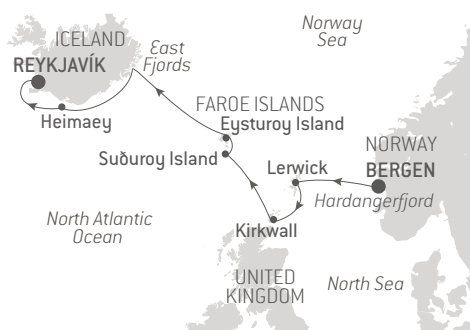 Norway
Sea
ICELAND
REYKJAVÍK
East
Fjords
Heimaey
FAROE ISLANDS
Eysturoy Island
Suðuroy Island
Lerwick
NORWAY
BERGEN
Hardangerfjord
North Atlantic
Ocean
Kirkwall
UNITED
KINGDOM
North Sea